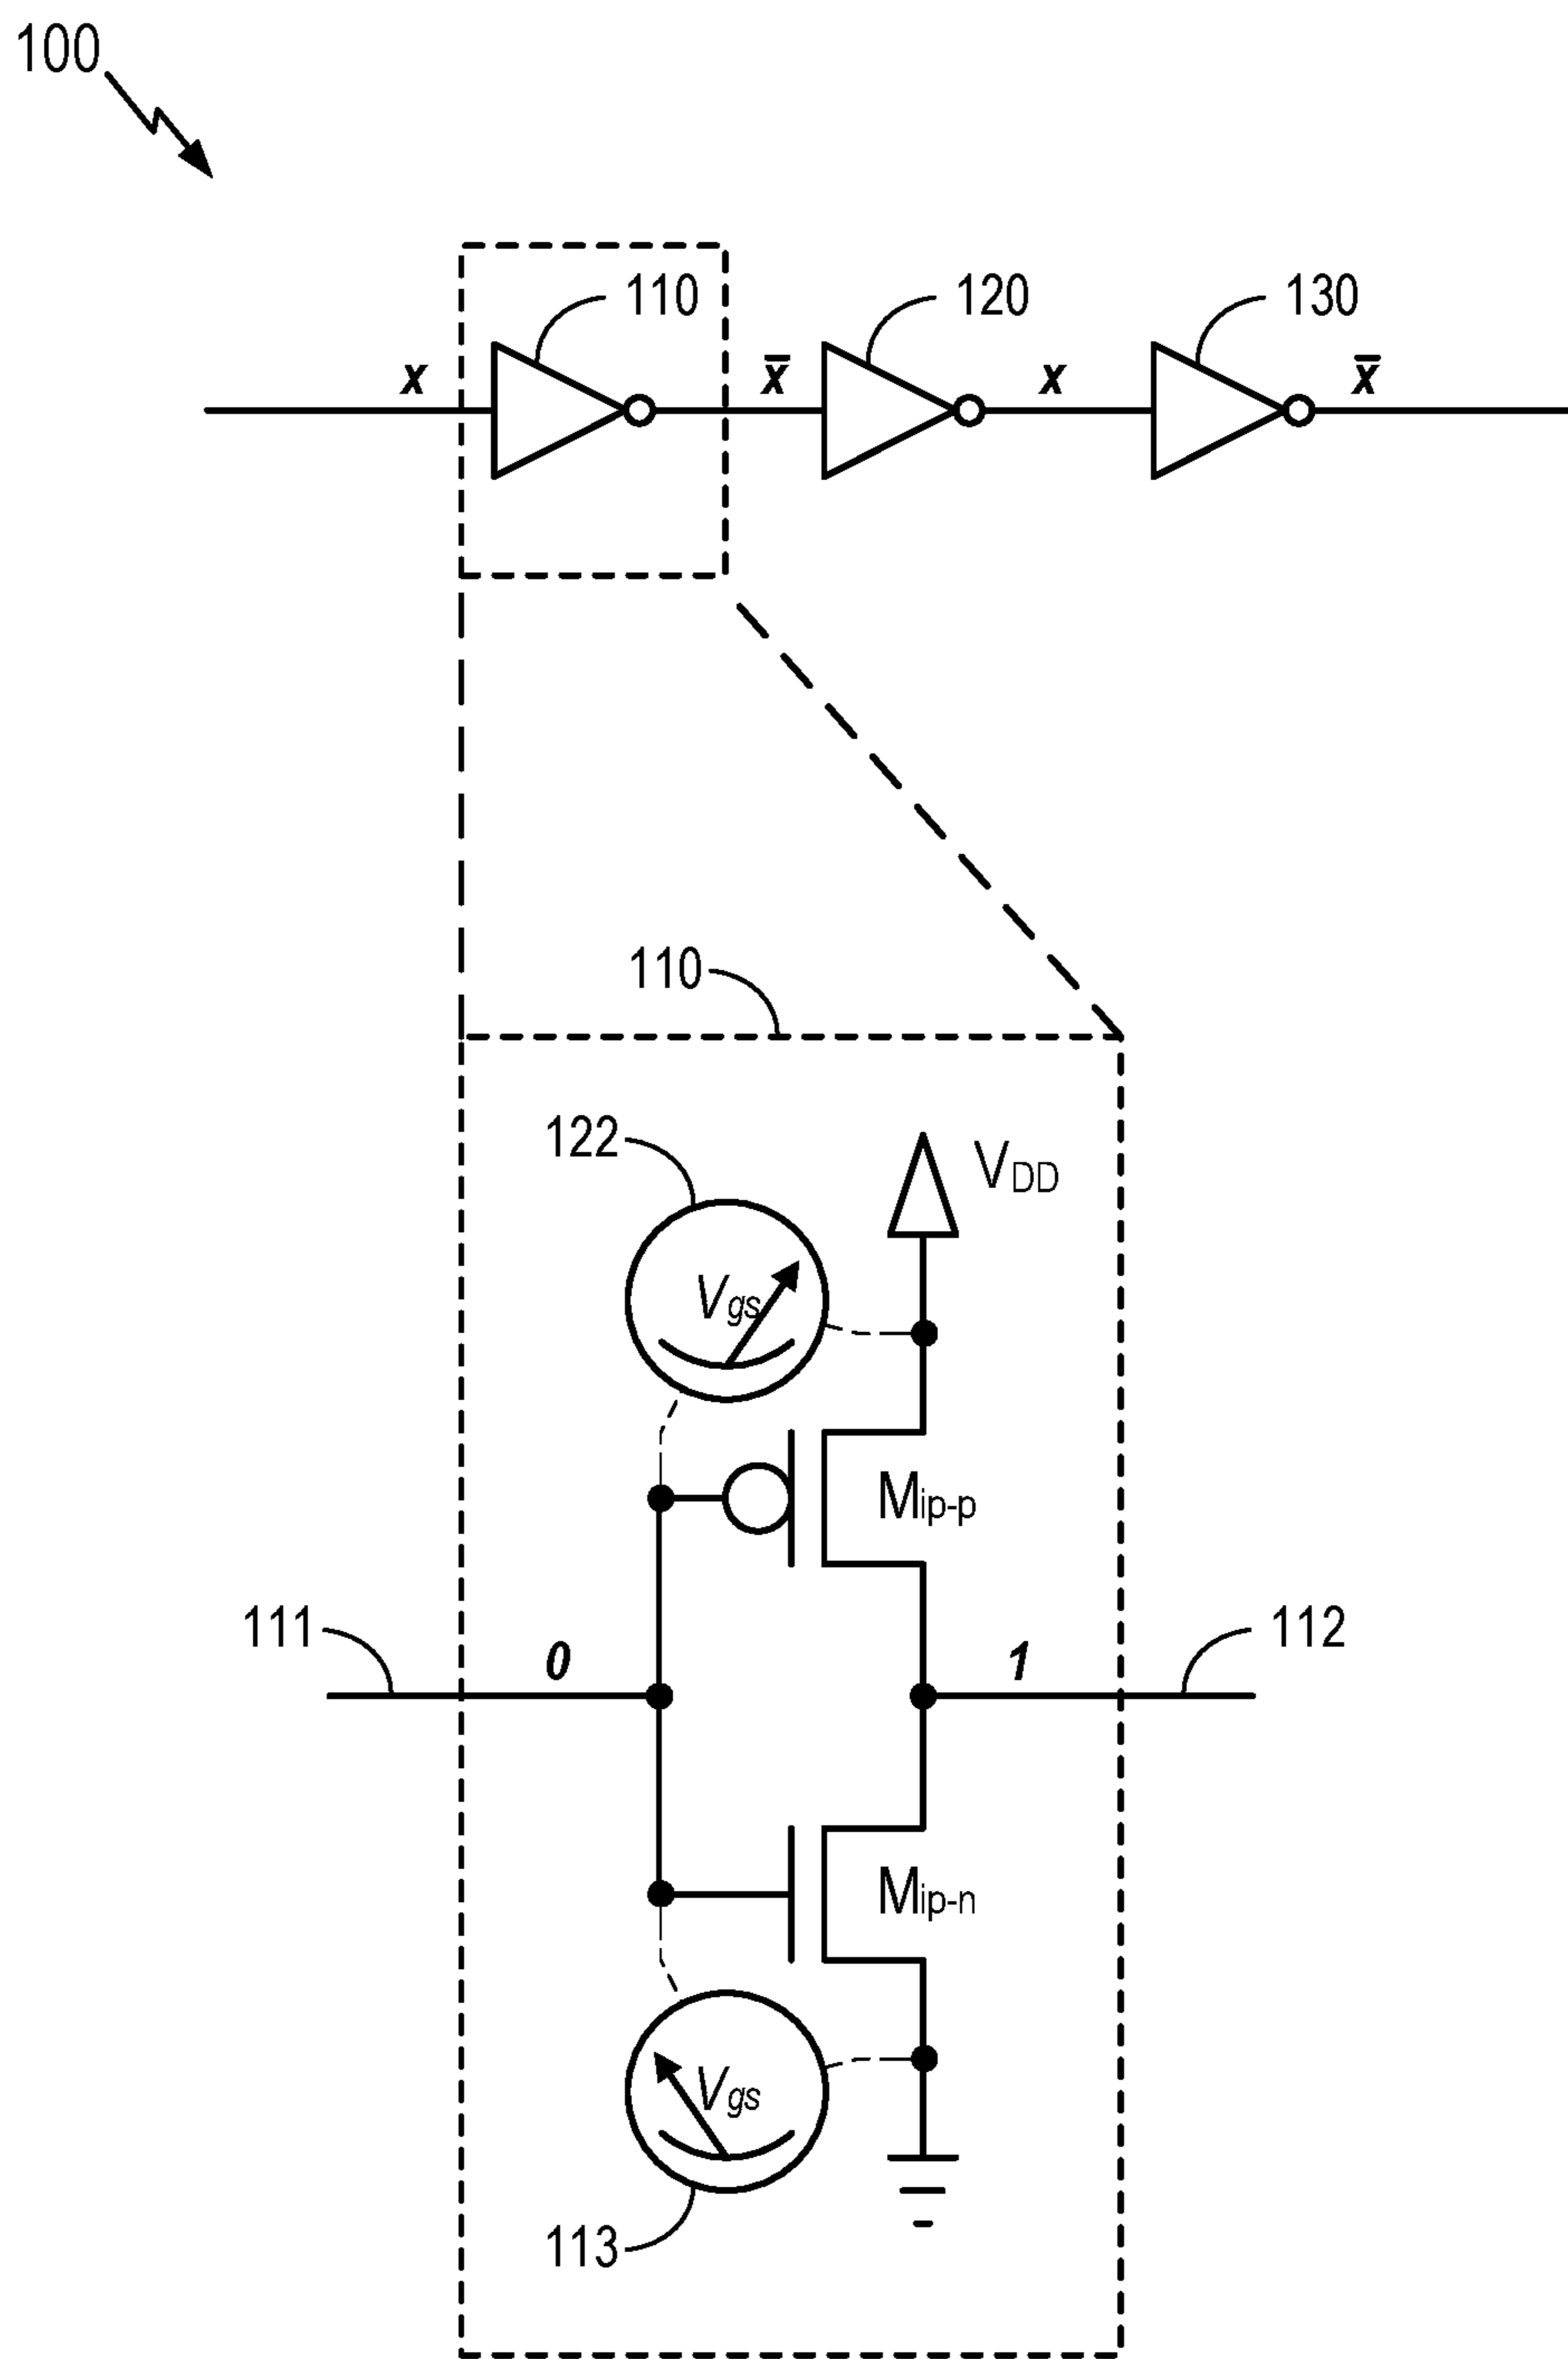 100
110 120 130
x x̅ x x̅
110
122
VDD
Vgs
Mip-p
111 0 1 112
Mip-n
Vgs
113